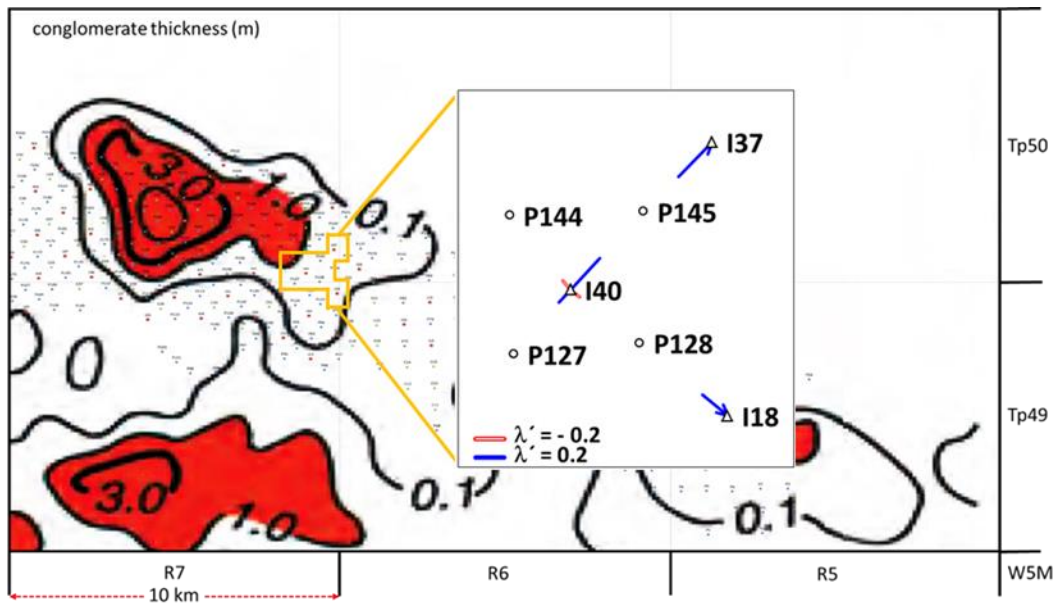 conglomerate thickness (m)
I37
Tp50
3.0
1.0
P144
P145
0.1
I40
0
P127
P128
Tp49
I18
λ´ = - 0.2
λ´ = 0.2
3.0
0.1
1.0
0.1
R7
R6
R5
W5M
10 km